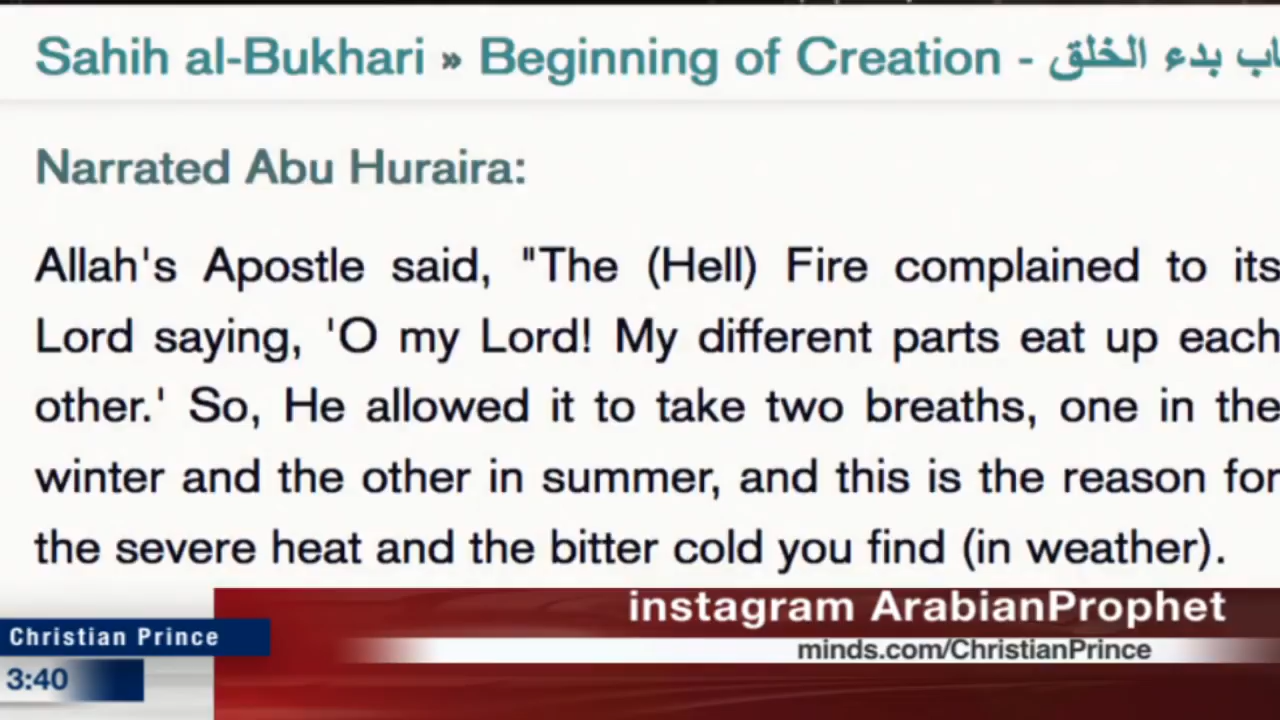 Sahih al-Bukhari » Beginning of Creation - بدء الخلق
Narrated Abu Huraira:
Allah's Apostle said, "The (Hell) Fire complained to its
Lord saying, 'O my Lord! My different parts eat up each
other.' So, He allowed it to take two breaths, one in the
winter and the other in summer, and this is the reason for
the severe heat and the bitter cold you find (in weather).
instagram ArabianProphet
Christian Prince
minds.com/ChristianPrince
3:40